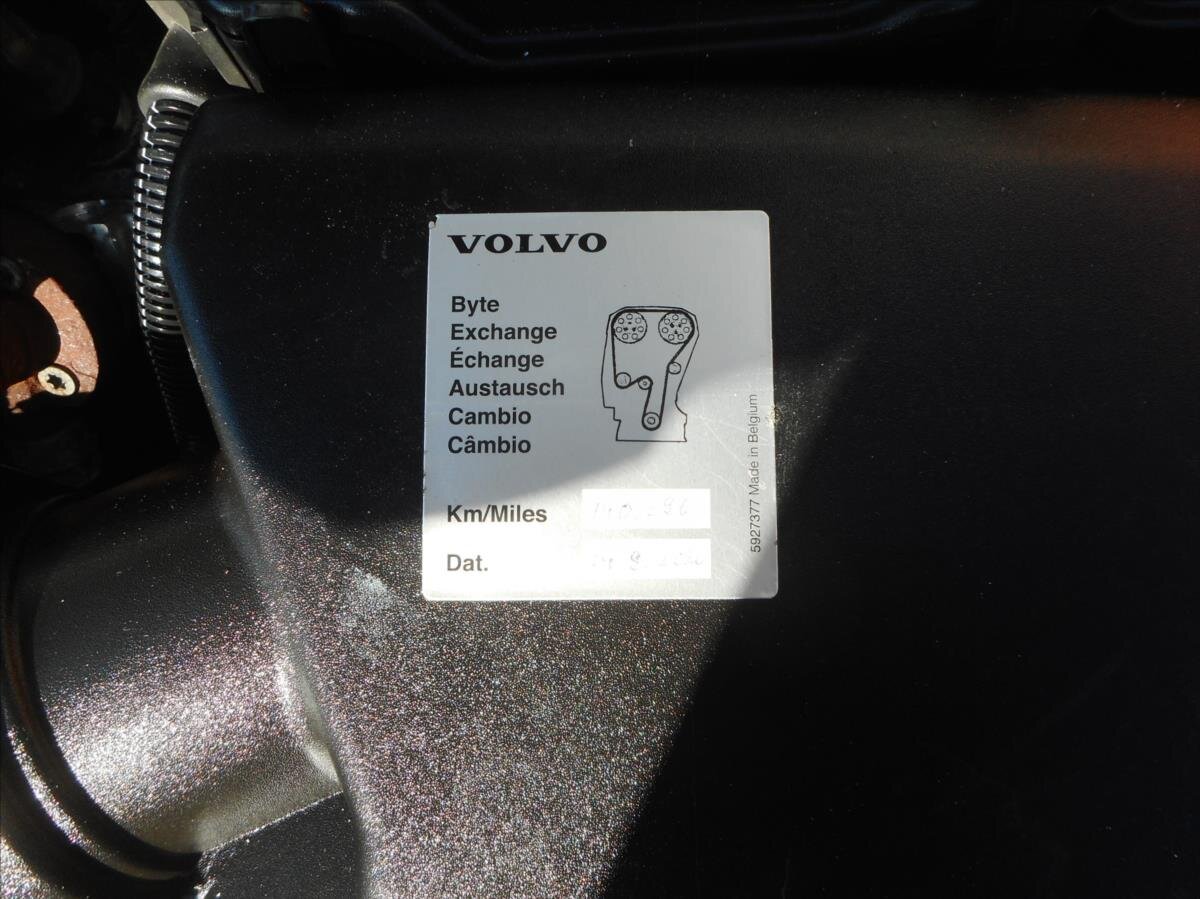 VOLVO
Byte
Exchange
Échange
Austausch
Cambio
Câmbio
Km/Miles
Dat.
5927377 Made in Belgium